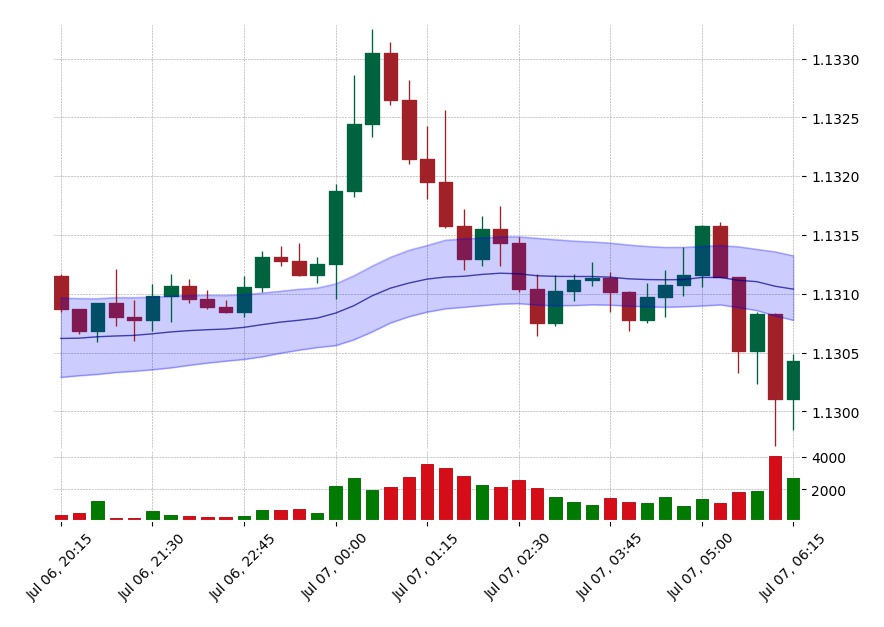 1.1330
1.1325
1.1320
1.1315
1.1310
1.1305
1.1300
4000
2000
Jul 06, 20:15
Jul 06, 21:30
Jul 06, 22:45
Jul 07, 00:00
Jul 07, 01:15
Jul 07, 02:30
Jul 07, 03:45
Jul 07, 05:00
Jul 07, 06:15